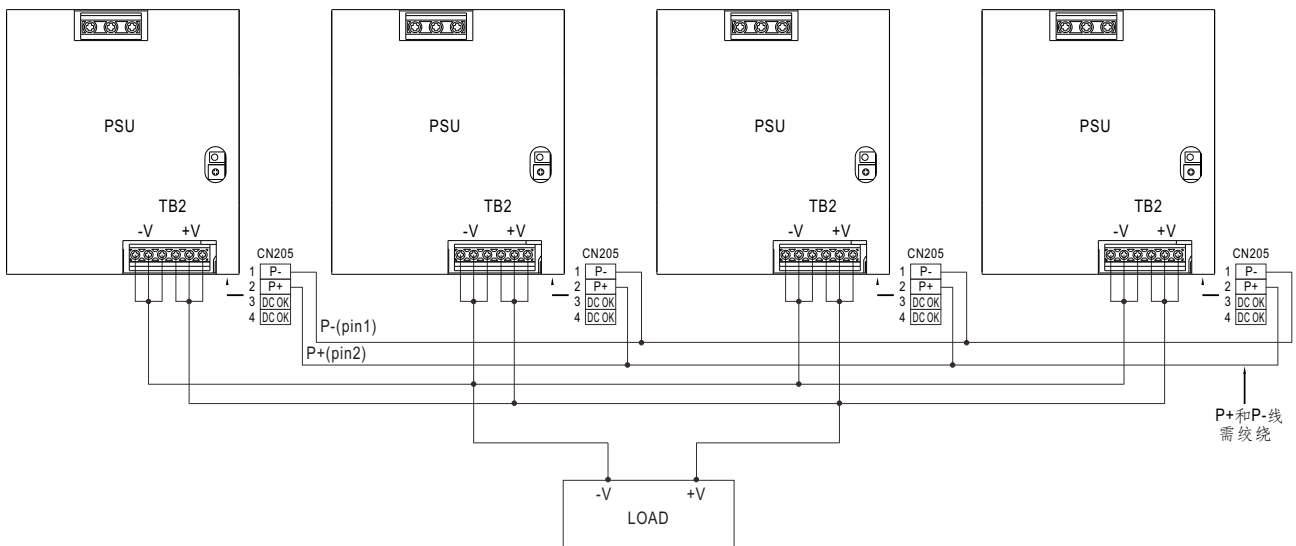 PSU
PSU
PSU
PSU
TB2
TB2
TB2
TB2
-V +V
-V +V
-V +V
-V +V
CN205
1 P-
2 P+
3 DC OK
4 DC OK
CN205
1 P-
2 P+
3 DC OK
4 DC OK
CN205
1 P-
2 P+
3 DC OK
4 DC OK
CN205
1 P-
2 P+
3 DC OK
4 DC OK
P-(pin1)
P+(pin2)
P+和P-线
需绞绕
-V +V
LOAD